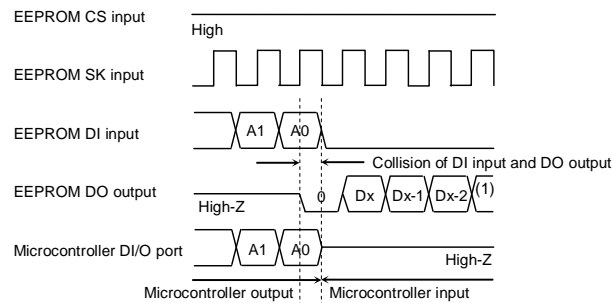 EEPROM CS input
High
EEPROM SK input
EEPROM DI input
A1 A0
Collision of DI input and DO output
EEPROM DO output
High-Z
0 Dx Dx-1 Dx-2 (1)
Microcontroller DI/O port
A1 A0
High-Z
Microcontroller output Microcontroller input